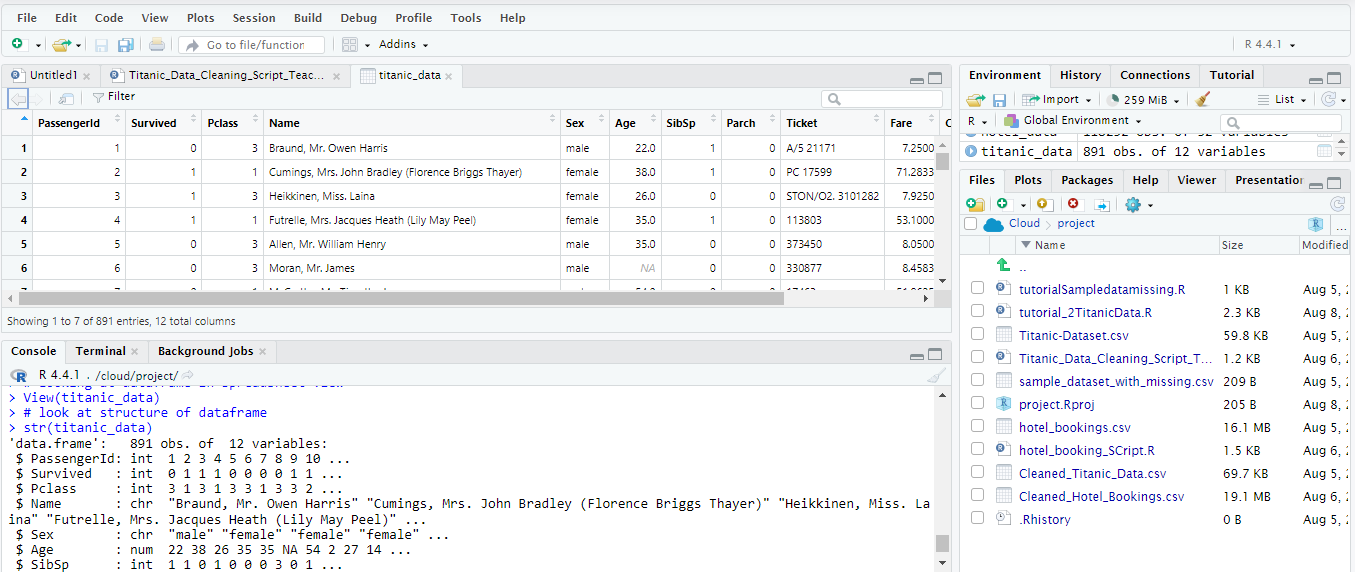 File Edit Code View Plots Session Build Debug Profile Tools Help
Go to file/function Addins R 4.4.1
Untitled1 Titanic_Data_Cleaning_Script_Teac... titanic_data
Filter
PassengerId Survived Pclass Name Sex Age SibSp Parch Ticket Fare C
1 1 0 3 Braund, Mr. Owen Harris male 22.0 1 0 A/5 21171 7.2500
2 2 1 1 Cumings, Mrs. John Bradley (Florence Briggs Thayer) female 38.0 1 0 PC 17599 71.2833
3 3 1 3 Heikkinen, Miss. Laina female 26.0 0 0 STON/O2. 3101282 7.9250
4 4 1 1 Futrelle, Mrs. Jacques Heath (Lily May Peel) female 35.0 1 0 113803 53.1000
5 5 0 3 Allen, Mr. William Henry male 35.0 0 0 373450 8.0500
6 6 0 3 Moran, Mr. James male NA 0 0 330877 8.4583
Showing 1 to 7 of 891 entries, 12 total columns
Console Terminal Background Jobs
R 4.4.1 . /cloud/project/
> View(titanic_data)
> # look at structure of dataframe
> str(titanic_data)
'data.frame': 891 obs. of 12 variables:
$ PassengerId: int 1 2 3 4 5 6 7 8 9 10 ...
$ Survived : int 0 1 1 1 0 0 0 0 1 1 ...
$ Pclass : int 3 1 3 1 3 3 1 3 3 2 ...
$ Name : chr "Braund, Mr. Owen Harris" "Cumings, Mrs. John Bradley (Florence Briggs Thayer)" "Heikkinen, Miss. La
ina" "Futrelle, Mrs. Jacques Heath (Lily May Peel)" ...
$ Sex : chr "male" "female" "female" "female" ...
$ Age : num 22 38 26 35 35 NA 54 2 27 14 ...
$ SibSp : int 1 1 0 1 0 0 0 3 0 1 ...
Environment History Connections Tutorial
Import 259 MiB List
R Global Environment
hotel_data 
titanic_data 891 obs. of 12 variables
Files Plots Packages Help Viewer Presentation
Cloud project ...
Name Size Modified
..
tutorialSampledatamissing.R 1 KB Aug 5, 2
tutorial_2TitanicData.R 2.3 KB Aug 8, 2
Titanic-Dataset.csv 59.8 KB Aug 5, 2
Titanic_Data_Cleaning_Script_T... 1.2 KB Aug 6, 2
sample_dataset_with_missing.csv 209 B Aug 5, 2
project.Rproj 205 B Aug 8, 2
hotel_bookings.csv 16.1 MB Aug 5, 2
hotel_booking_SCript.R 1.5 KB Aug 6, 2
Cleaned_Titanic_Data.csv 69.7 KB Aug 5, 2
Cleaned_Hotel_Bookings.csv 19.1 MB Aug 6, 2
.Rhistory 0 B Aug 5, 2